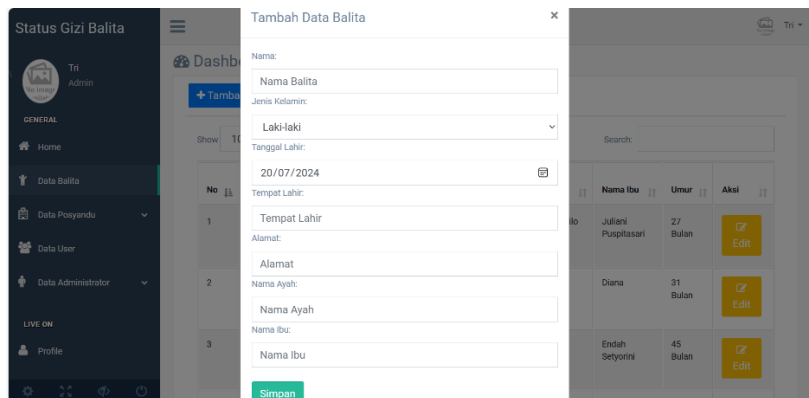 Status Gizi Balita
Tri
Admin
GENERAL
Home
Data Balita
Data Posyandu
Data User
Data Administrator
LIVE ON
Profile
Tri
Dashb
+Tamba
Show 10
Search:
No
Nama Ibu
Umur
Aksi
1
ilo
Juliani
Puspitasari
27
Bulan
Edit
2
Diana
31
Bulan
Edit
3
Endah
Setyorini
45
Bulan
Edit
Tambah Data Balita
×
Nama:
Nama Balita
Jenis Kelamin:
Laki-laki
Tanggal Lahir:
20/07/2024
Tempat Lahir:
Tempat Lahir
Alamat:
Alamat
Nama Ayah:
Nama Ayah
Nama Ibu:
Nama Ibu
Simpan